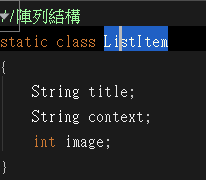 //陣列結構
static class ListItem
{
String title;
String context;
int image;
}